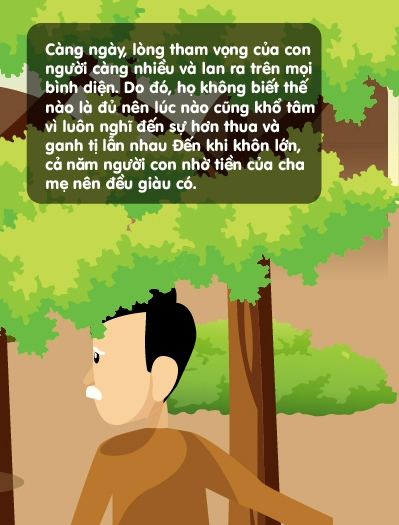 Càng ngày, lòng tham vọng của con
người càng nhiều và lan ra trên mọi
bình diện. Do đó, họ không biết thế
nào là đủ nên lúc nào cũng khổ tâm
vì luôn nghĩ đến sự hơn thua và
ganh tị lẫn nhau Đến khi khôn lớn,
cả năm người con nhờ tiền của cha
mẹ nên đều giàu có.